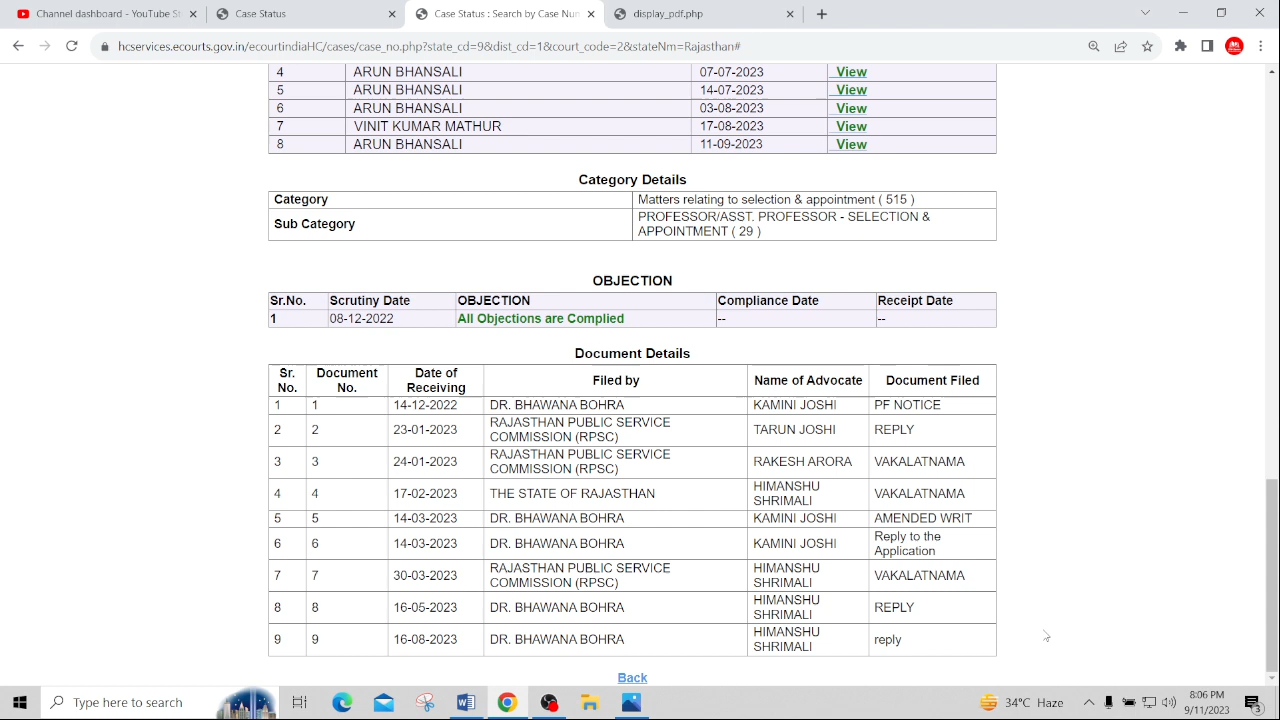 Channel dashboard - YouTube St
Case Status
Case Status : Search by Case Num
display_pdf.php
hcservices.ecourts.gov.in/ecourtindiaHC/cases/case_no.php?state_cd=9&dist_cd=1&court_code=2&stateNm=Rajasthan#
4 ARUN BHANSALI 07-07-2023 View
5 ARUN BHANSALI 14-07-2023 View
6 ARUN BHANSALI 03-08-2023 View
7 VINIT KUMAR MATHUR 17-08-2023 View
8 ARUN BHANSALI 11-09-2023 View
Category Details
Category Matters relating to selection & appointment ( 515 )
Sub Category PROFESSOR/ASST. PROFESSOR - SELECTION &
APPOINTMENT ( 29 )
OBJECTION
Sr.No. Scrutiny Date OBJECTION Compliance Date Receipt Date
1 08-12-2022 All Objections are Complied -- --
Document Details
Sr. No. Document No. Date of Receiving Filed by Name of Advocate Document Filed
1 1 14-12-2022 DR. BHAWANA BOHRA KAMINI JOSHI PF NOTICE
2 2 23-01-2023 RAJASTHAN PUBLIC SERVICE COMMISSION (RPSC) TARUN JOSHI REPLY
3 3 24-01-2023 RAJASTHAN PUBLIC SERVICE COMMISSION (RPSC) RAKESH ARORA VAKALATNAMA
4 4 17-02-2023 THE STATE OF RAJASTHAN HIMANSHU SHRIMALI VAKALATNAMA
5 5 14-03-2023 DR. BHAWANA BOHRA KAMINI JOSHI AMENDED WRIT
6 6 14-03-2023 DR. BHAWANA BOHRA KAMINI JOSHI Reply to the Application
7 7 30-03-2023 RAJASTHAN PUBLIC SERVICE COMMISSION (RPSC) HIMANSHU SHRIMALI VAKALATNAMA
8 8 16-05-2023 DR. BHAWANA BOHRA HIMANSHU SHRIMALI REPLY
9 9 16-08-2023 DR. BHAWANA BOHRA HIMANSHU SHRIMALI reply
Back
Type here to search
34°C Haze
8:06 PM
9/11/2023
3